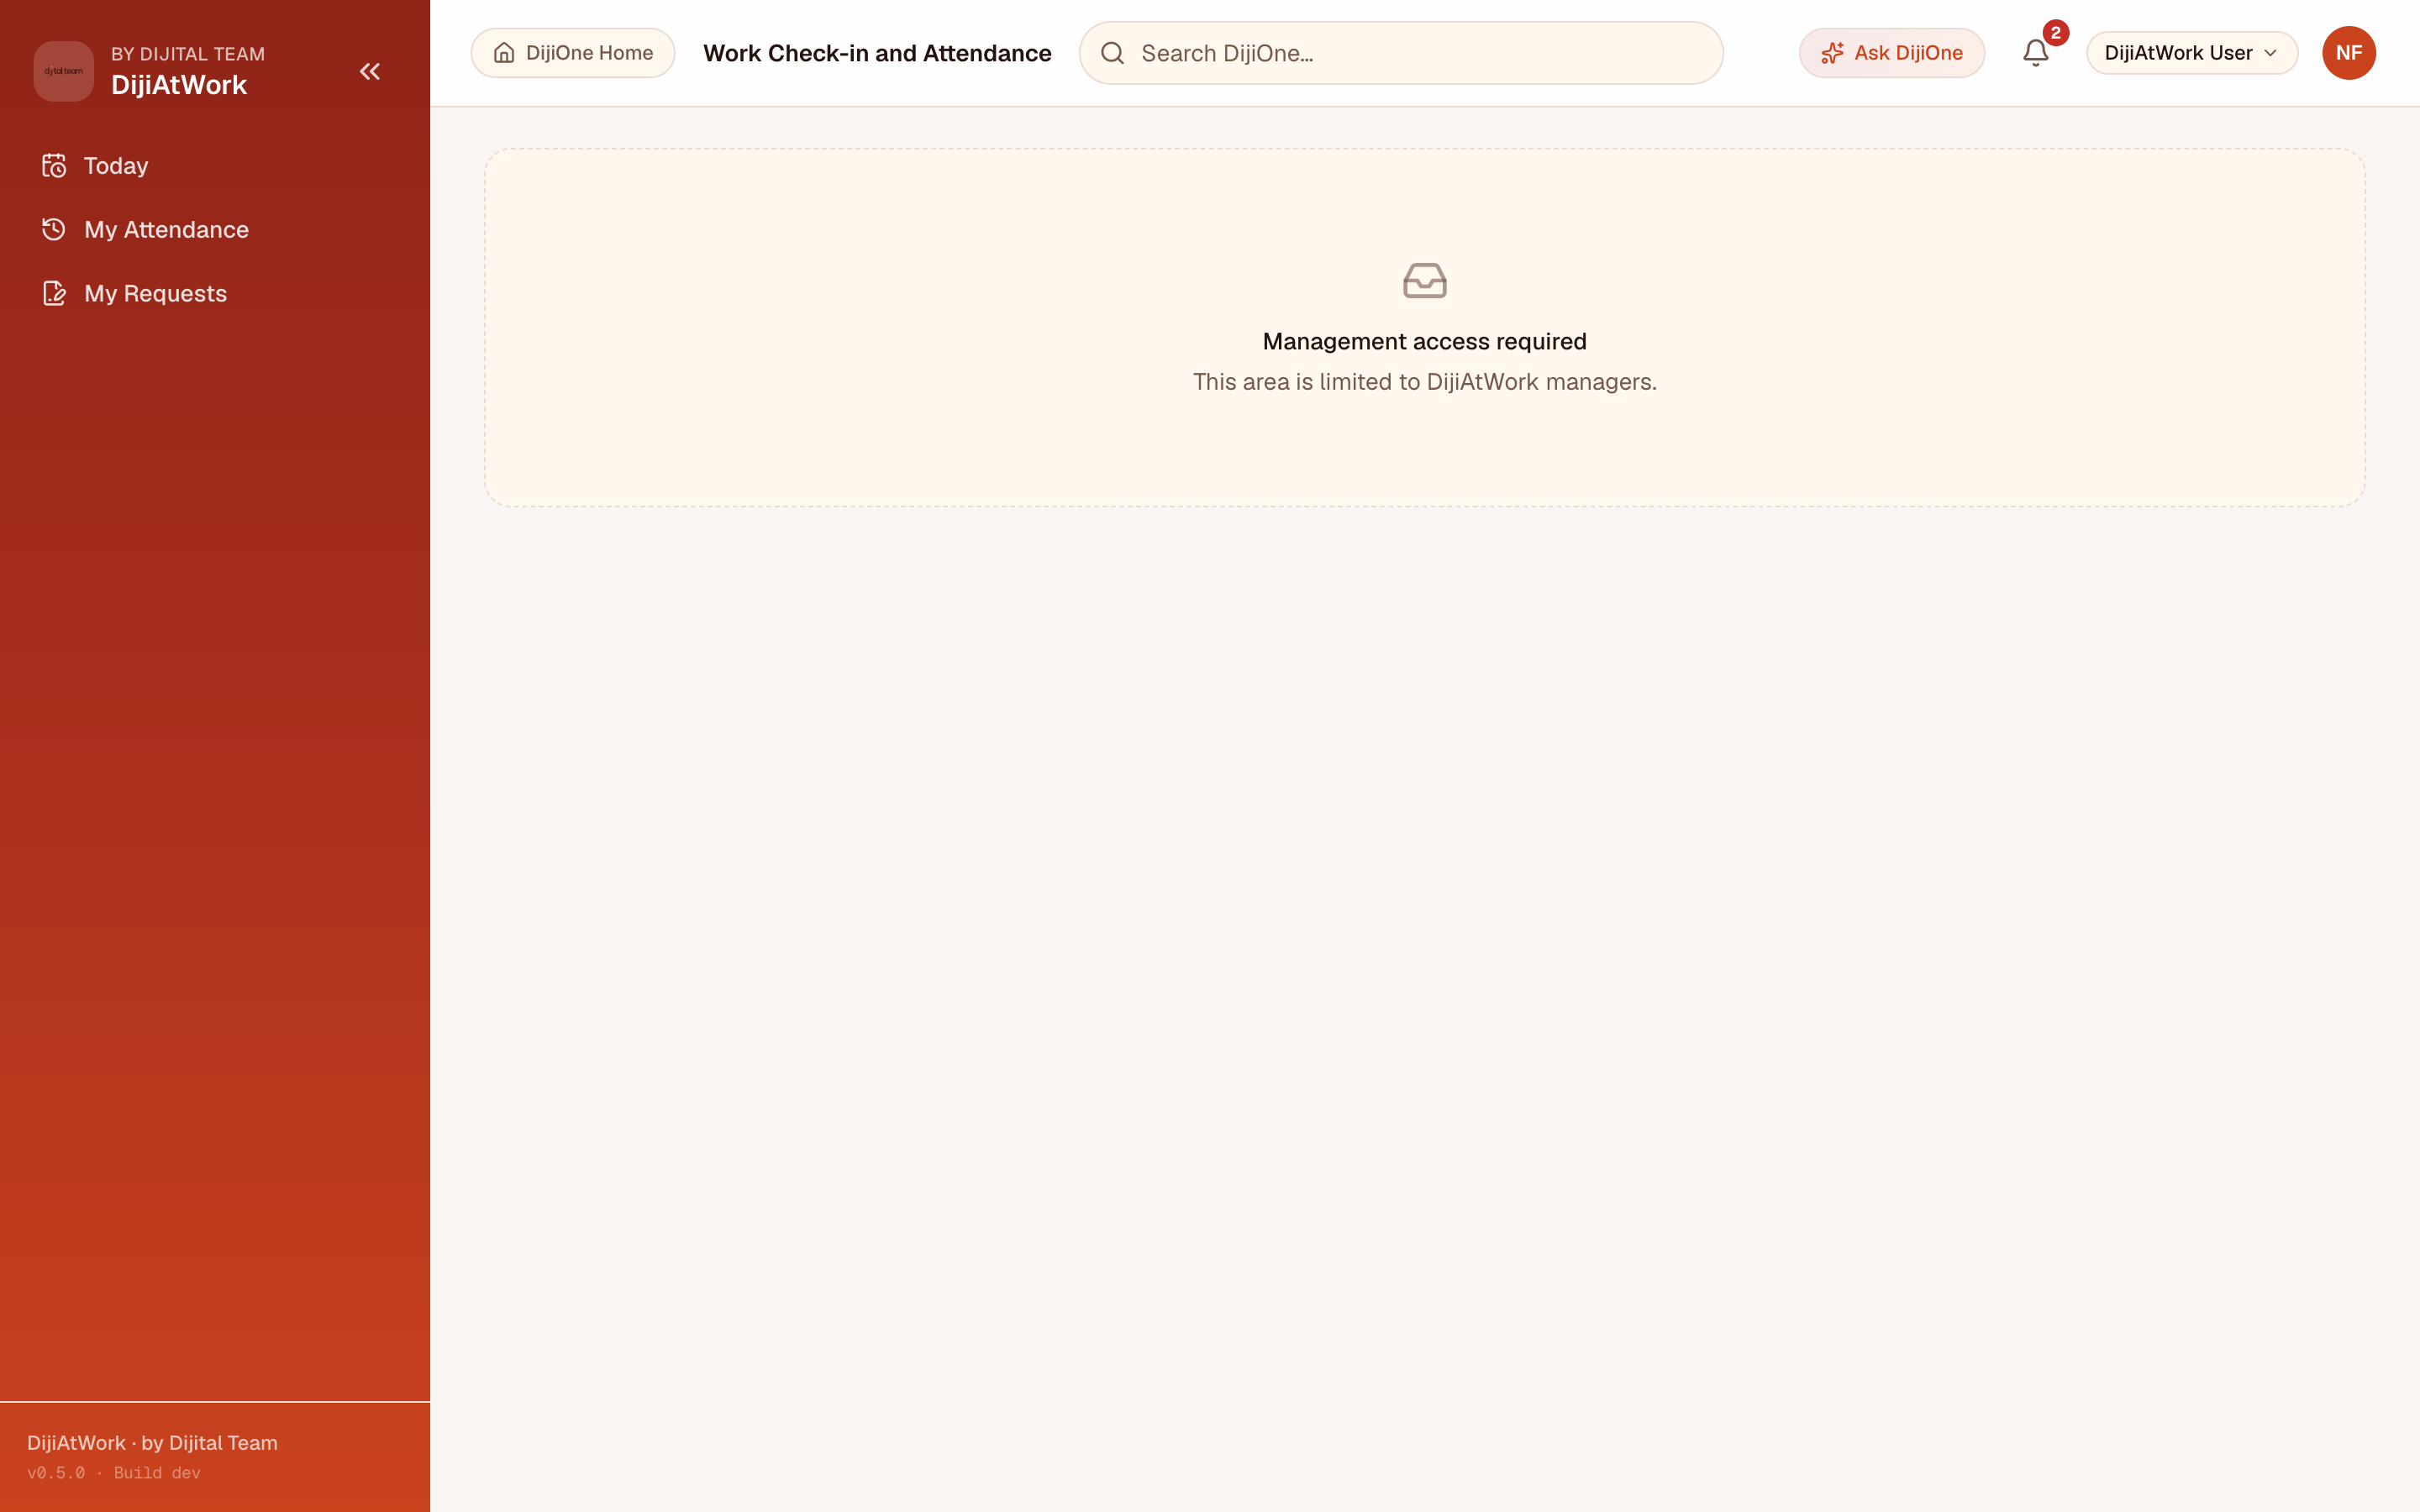 dijital team
BY DIJITAL TEAM
DijiAtWork
Today
My Attendance
My Requests
DijiAtWork · by Dijital Team
v0.5.0 · Build dev
DijiOne Home
Work Check-in and Attendance
Search DijiOne...
Ask DijiOne
2
DijiAtWork User
NF
Management access required
This area is limited to DijiAtWork managers.